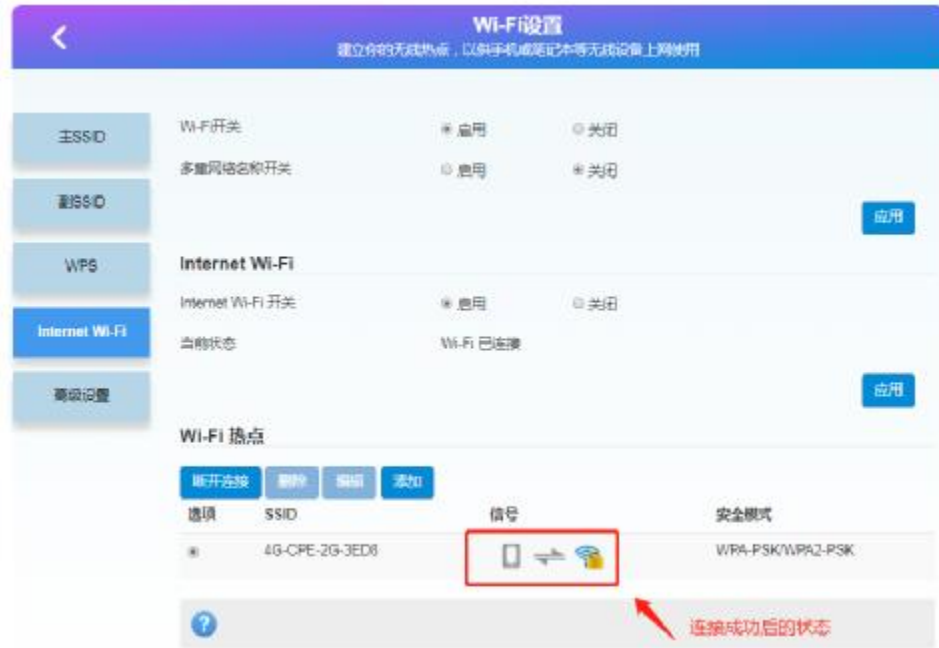 Wi-Fi设置
建立你的无线热点，以供手机或笔记本等无线设备上网使用
主SSID
副SSID
WPS
Internet Wi-Fi
高级设置
Wi-Fi开关 启用 关闭
多重网络名称开关 启用 关闭
应用
Internet Wi-Fi
Internet Wi-Fi 开关 启用 关闭
当前状态 Wi-Fi 已连接
应用
Wi-Fi 热点
断开连接 删除 编辑 添加
选项 SSID 信号 安全模式
4G-CPE-2G-3ED8 WPA-PSK/WPA2-PSK
连接成功后的状态